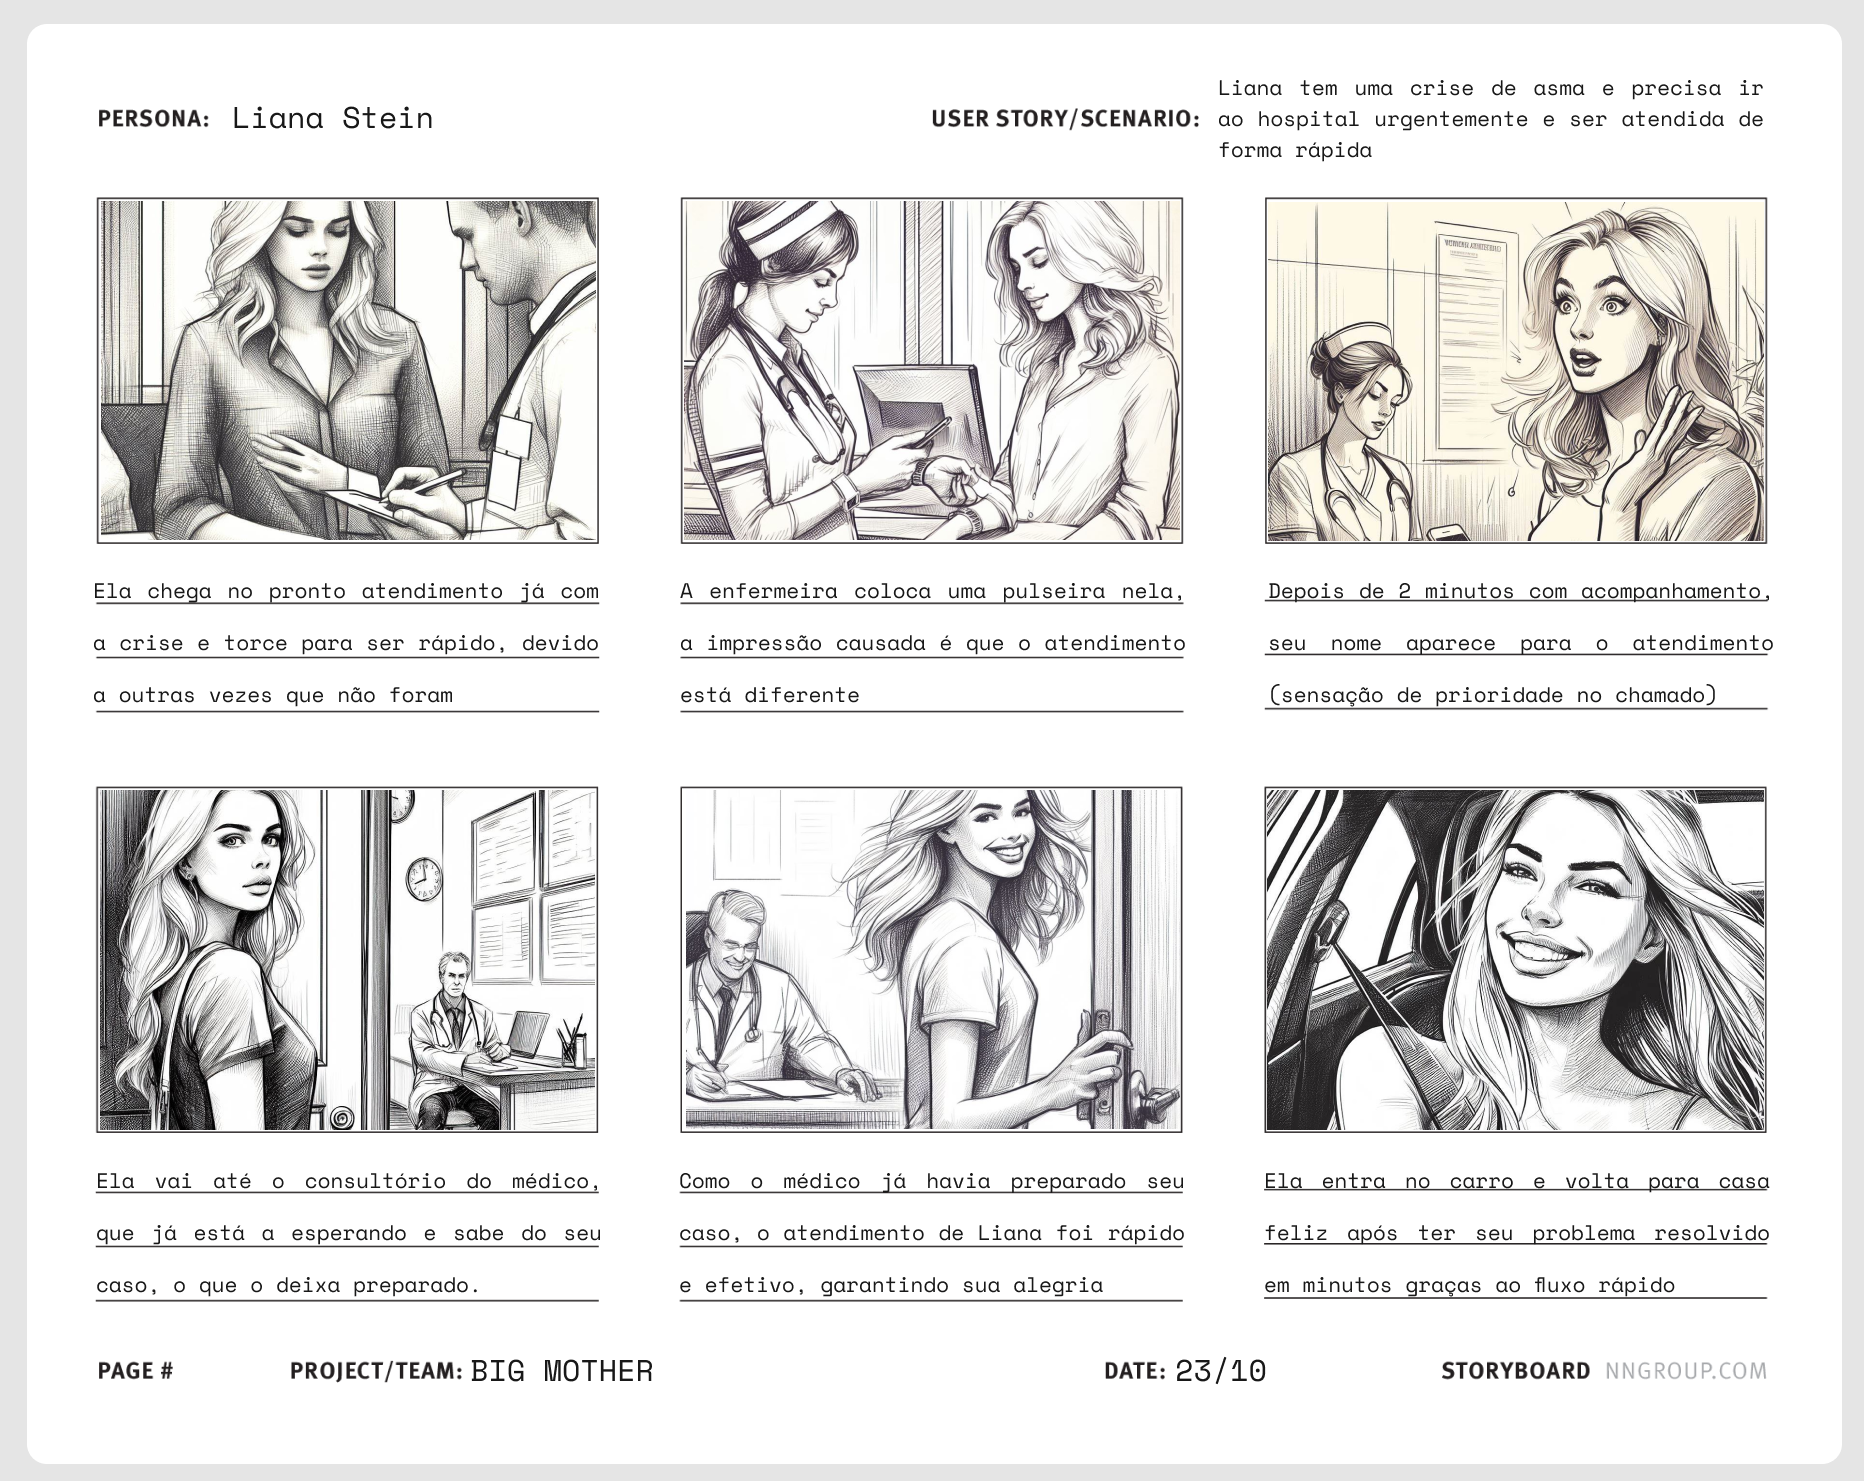 PERSONA: Liana Stein
USER STORY/SCENARIO:
Liana tem uma crise de asma e precisa ir
ao hospital urgentemente e ser atendida de
forma rápida
Ela chega no pronto atendimento já com
a crise e torce para ser rápido, devido
a outras vezes que não foram
A enfermeira coloca uma pulseira nela,
a impressão causada é que o atendimento
está diferente
Depois de 2 minutos com acompanhamento,
seu nome aparece para o atendimento
(sensação de prioridade no chamado)
Ela vai até o consultório do médico,
que já está a esperando e sabe do seu
caso, o que o deixa preparado.
Como o médico já havia preparado seu
caso, o atendimento de Liana foi rápido
e efetivo, garantindo sua alegria
Ela entra no carro e volta para casa
feliz após ter seu problema resolvido
em minutos graças ao fluxo rápido
PAGE # PROJECT/TEAM: BIG MOTHER DATE: 23/10 STORYBOARD NNGROUP.COM